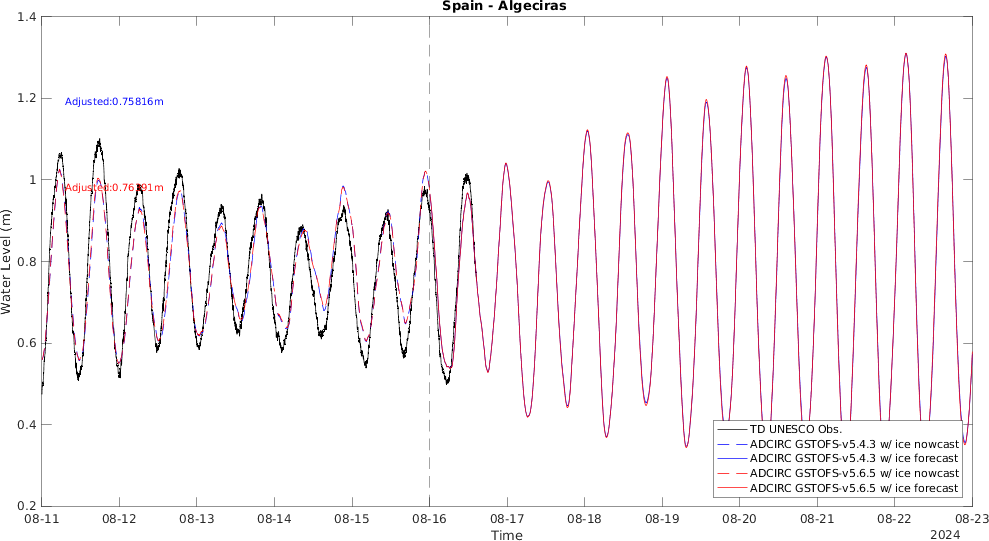 Spain - Algeciras
1.4
1.2
1
0.8
0.6
0.4
0.2
Water Level (m)
Adjusted:0.75816m
TD UNESCO Obs.
ADCIRC GSTOFS-v5.4.3 w/ ice nowcast
ADCIRC GSTOFS-v5.4.3 w/ ice forecast
ADCIRC GSTOFS-v5.6.5 w/ ice nowcast
ADCIRC GSTOFS-v5.6.5 w/ ice forecast
08-11 08-12 08-13 08-14 08-15 08-16 08-17 08-18 08-19 08-20 08-21 08-22 08-23
Time
2024